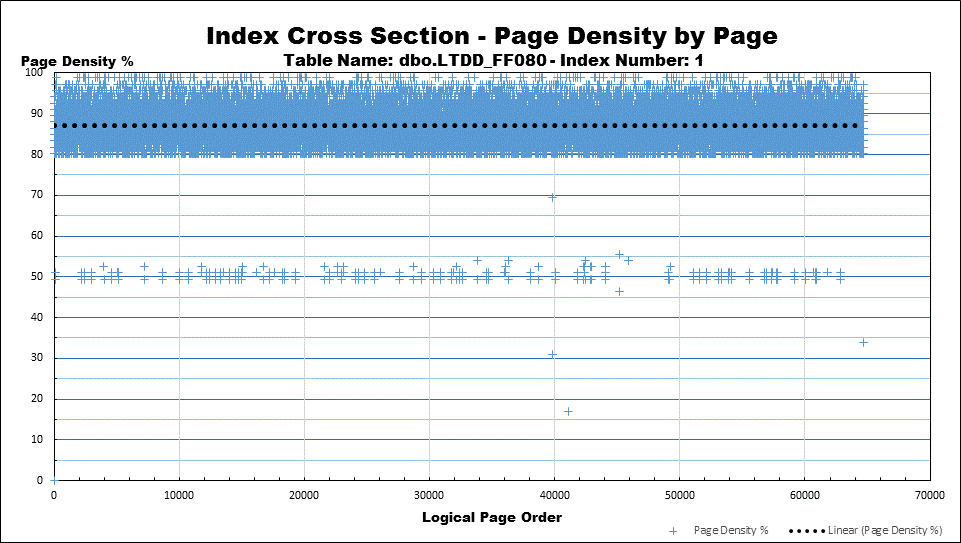 Index Cross Section - Page Density by Page
Table Name: dbo.LTDD_FF080 - Index Number: 1
Page Density %
100
90
80
70
60
50
40
30
20
10
0
0 10000 20000 30000 40000 50000 60000 70000
Logical Page Order
Page Density % Linear (Page Density %)